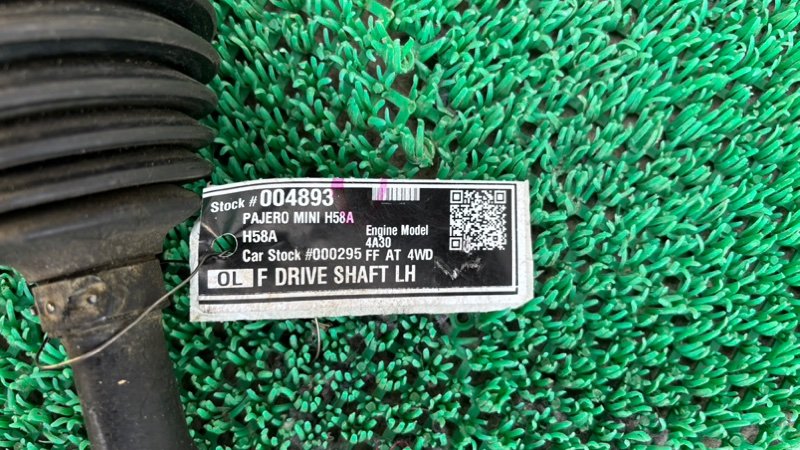 Stock # 004893
PAJERO MINI H58A
H58A
Engine Model
4A30
Car Stock #000295 FF AT 4WD
OL F DRIVE SHAFT LH